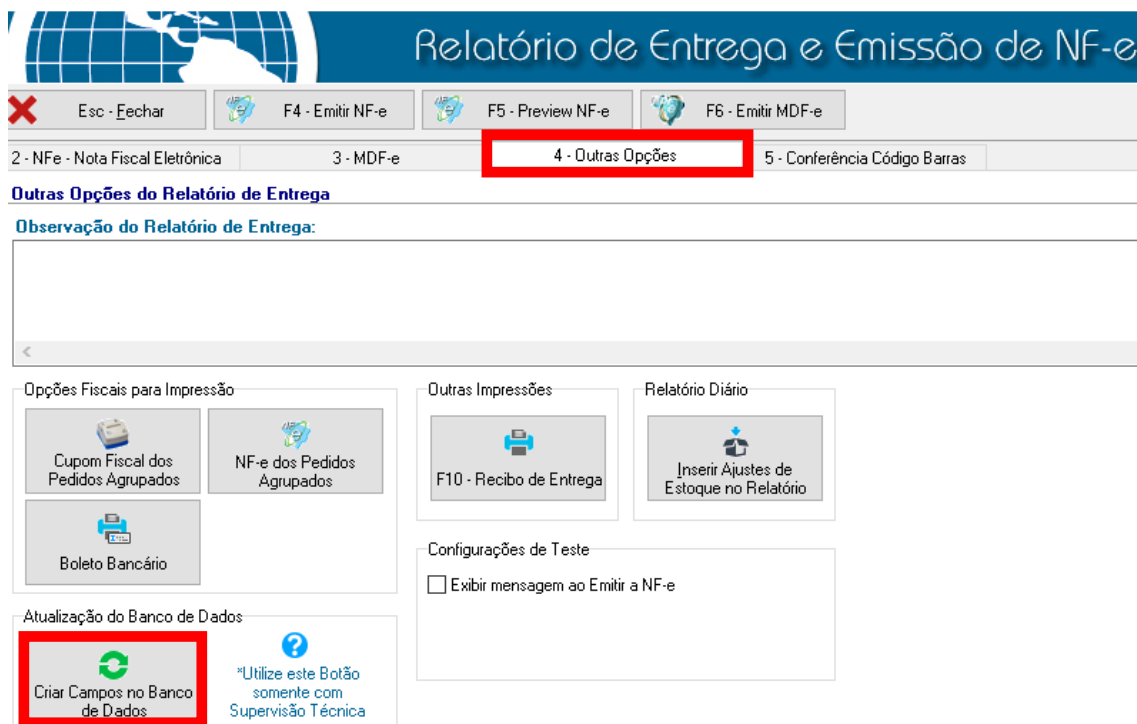 Relatório de Entrega e Emissão de NF-e
Esc - Fechar
F4 - Emitir NF-e
F5 - Preview NF-e
F6 - Emitir MDF-e
2 - NFe - Nota Fiscal Eletrônica
3 - MDF-e
4 - Outras Opções
5 - Conferência Código Barras
Outras Opções do Relatório de Entrega
Observação do Relatório de Entrega:
Opções Fiscais para Impressão
Cupom Fiscal dos
Pedidos Agrupados
NF-e dos Pedidos
Agrupados
Boleto Bancário
Outras Impressões
F10 - Recibo de Entrega
Relatório Diário
Inserir Ajustes de
Estoque no Relatório
Configurações de Teste
Exibir mensagem ao Emitir a NF-e
Atualização do Banco de Dados
Criar Campos no Banco
de Dados
*Utilize este Botão
somente com
Supervisão Técnica